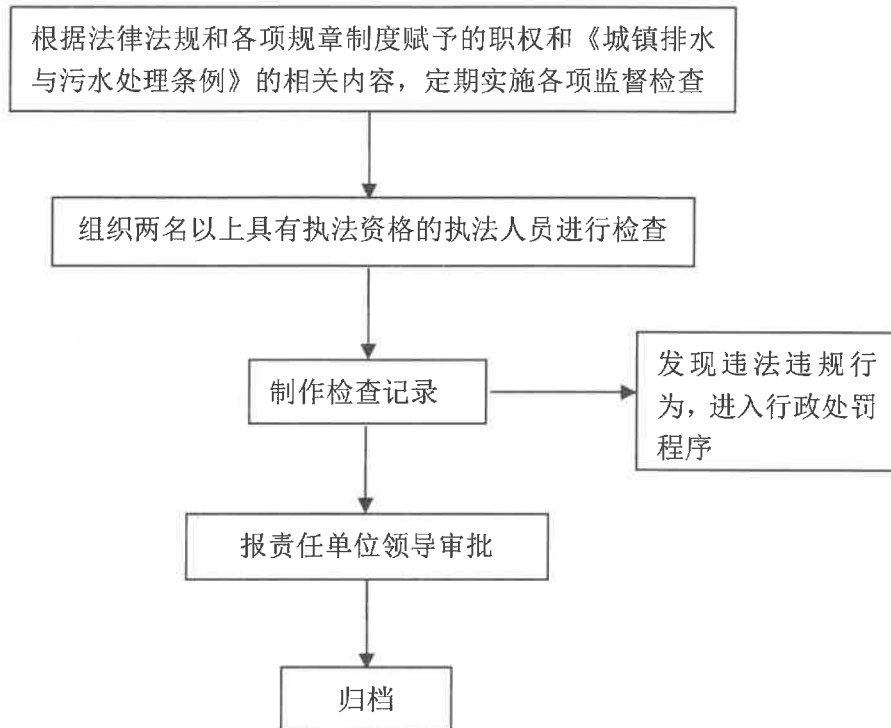 根据法律法规和各项规章制度赋予的职权和《城镇排水
与污水处理条例》的相关内容，定期实施各项监督检查
组织两名以上具有执法资格的执法人员进行检查
制作检查记录
发现违法违规行
为，进入行政处罚
程序
报责任单位领导审批
归档